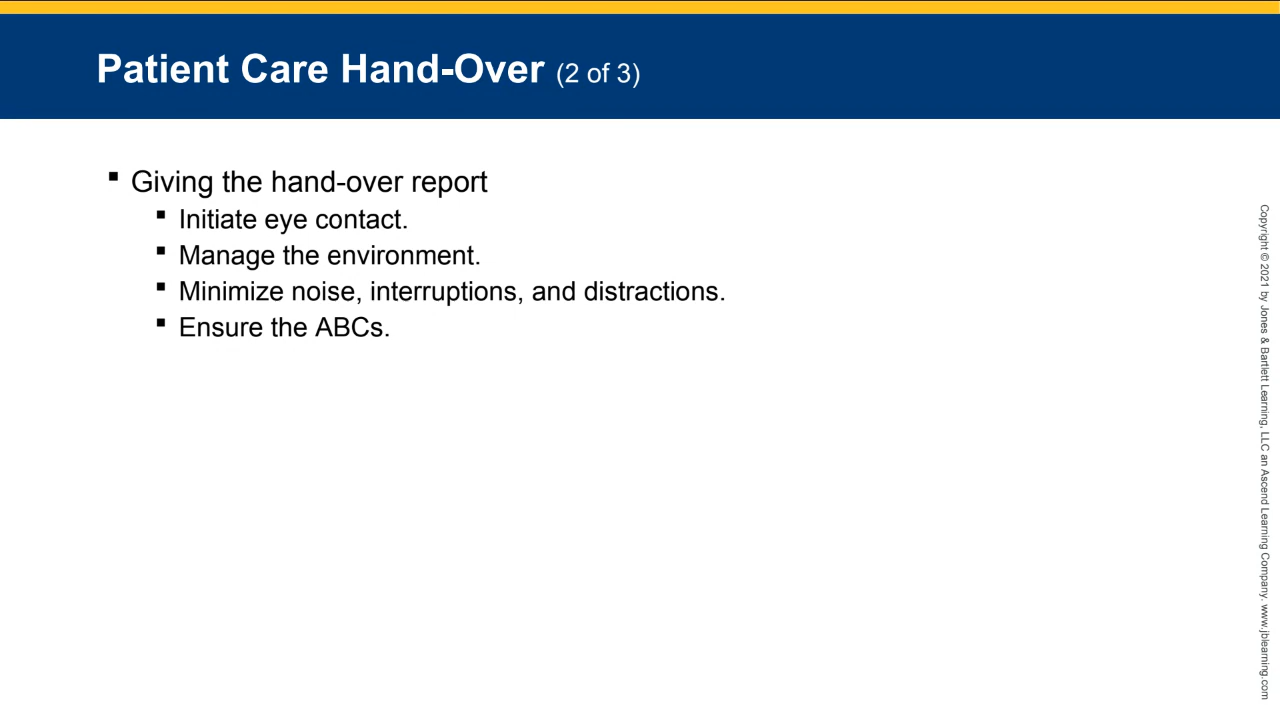 Patient Care Hand-Over (2 of 3)
▪ Giving the hand-over report
▪ Initiate eye contact.
▪ Manage the environment.
▪ Minimize noise, interruptions, and distractions.
▪ Ensure the ABCs.
Copyright © 2021 by Jones & Bartlett Learning, LLC an Ascend Learning Company. www.jblearning.com